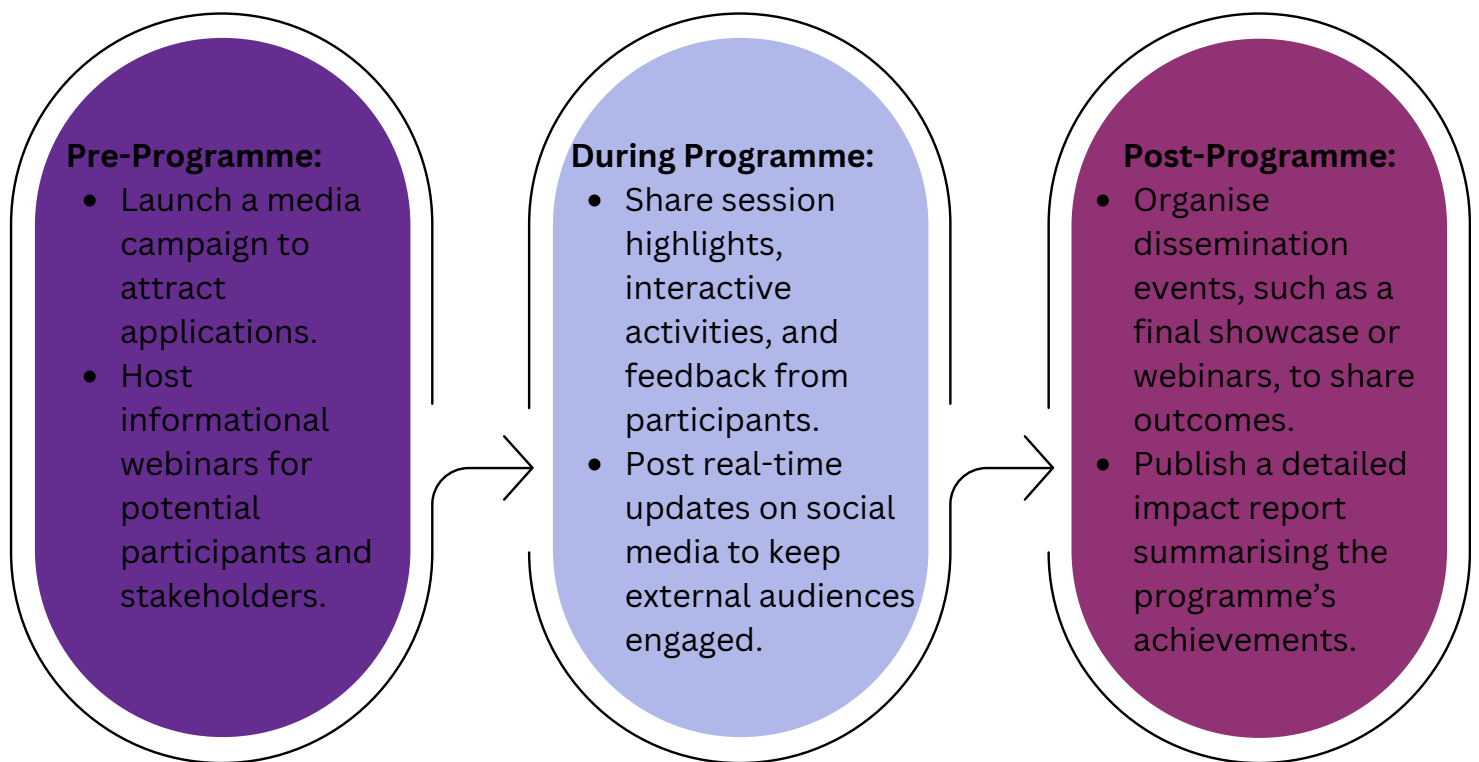 Pre-Programme:
• Launch a media
campaign to
attract
applications.
• Host
informational
webinars for
potential
participants and
stakeholders.
During Programme:
• Share session
highlights,
interactive
activities, and
feedback from
participants.
• Post real-time
updates on social
media to keep
external audiences
engaged.
Post-Programme:
• Organise
dissemination
events, such as a
final showcase or
webinars, to share
outcomes.
• Publish a detailed
impact report
summarising the
programme’s
achievements.